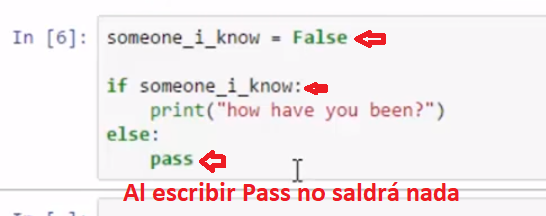 In [6]: someone_i_know = False
if someone_i_know:
print("how have you been?")
else:
pass
Al escribir Pass no saldrá nada